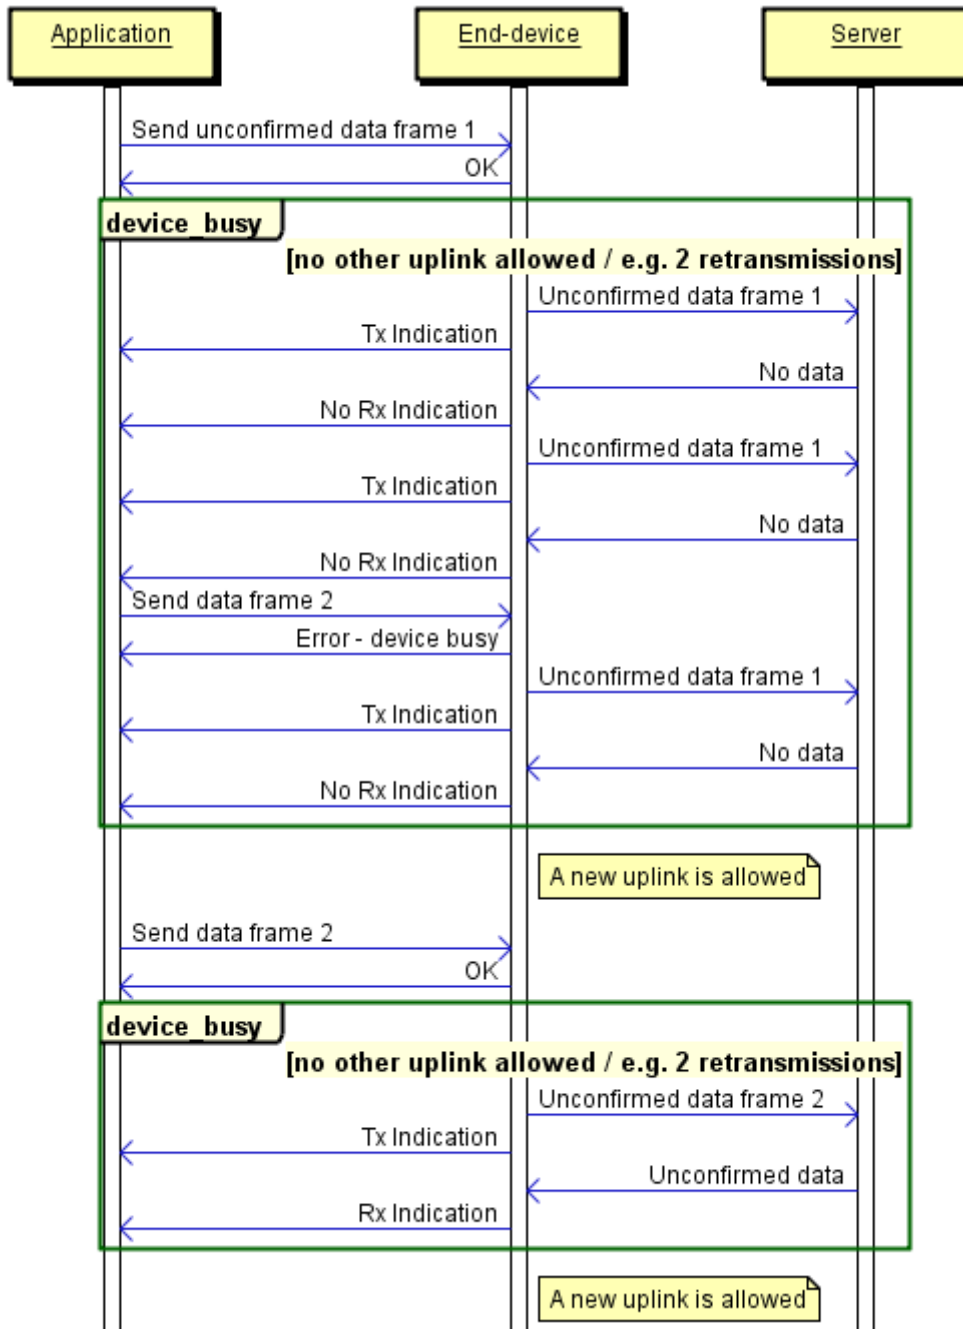 Application
End-device
Server
Send unconfirmed data frame 1
OK
device_busy
[no other uplink allowed / e.g. 2 retransmissions]
Unconfirmed data frame 1
Tx Indication
No data
No Rx Indication
Unconfirmed data frame 1
Tx Indication
No data
No Rx Indication
Send data frame 2
Error - device busy
Unconfirmed data frame 1
Tx Indication
No data
No Rx Indication
A new uplink is allowed
Send data frame 2
OK
device_busy
[no other uplink allowed / e.g. 2 retransmissions]
Unconfirmed data frame 2
Tx Indication
Unconfirmed data
Rx Indication
A new uplink is allowed